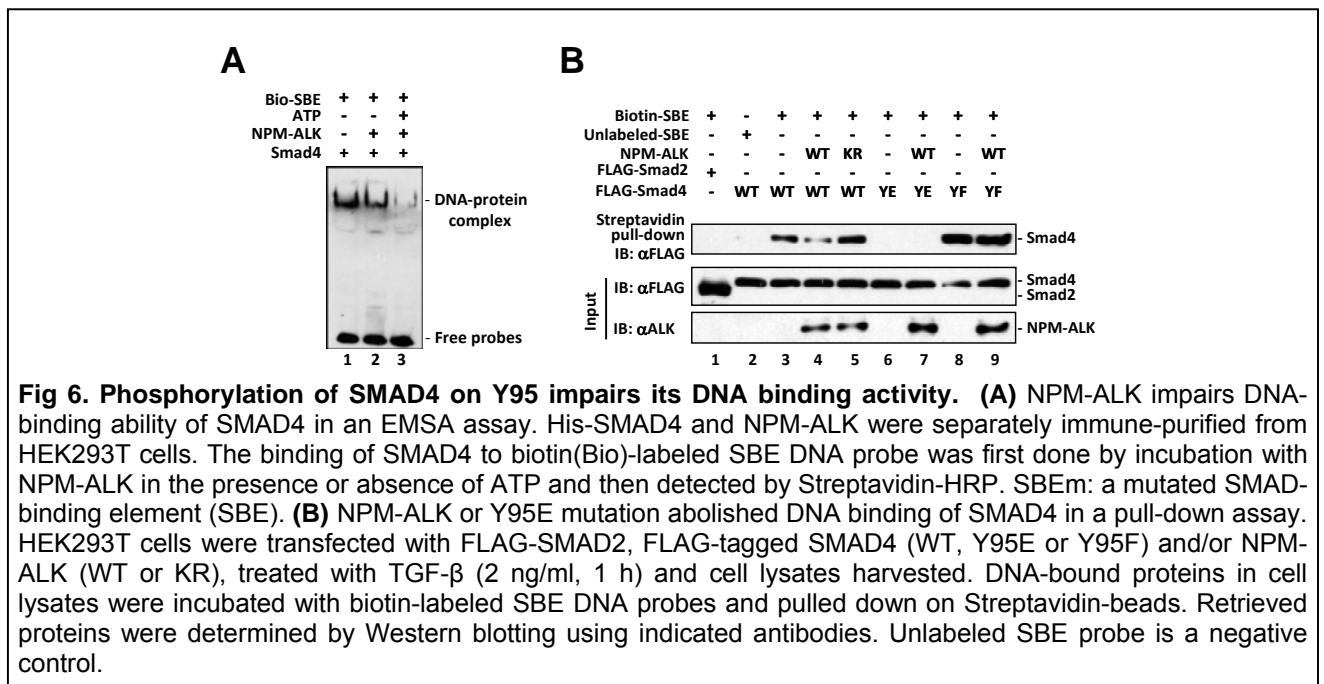 A
B
Bio-SBE + + +
ATP - - +
NPM-ALK - + +
Smad4 + + +
- DNA-protein
complex
- Free probes
1 2 3
Biotin-SBE + - + + + + + + +
Unlabeled-SBE - + - - - - - - -
NPM-ALK - - - WT KR - WT - WT
FLAG-Smad2 + - - - - - - - -
FLAG-Smad4 - WT WT WT WT YE YE YF YF
Streptavidin
pull-down
IB: αFLAG
- Smad4
Input
IB: αFLAG
- Smad4
- Smad2
IB: αALK
- NPM-ALK
1 2 3 4 5 6 7 8 9
Fig 6. Phosphorylation of SMAD4 on Y95 impairs its DNA binding activity. (A) NPM-ALK impairs DNA-
binding ability of SMAD4 in an EMSA assay. His-SMAD4 and NPM-ALK were separately immune-purified from
HEK293T cells. The binding of SMAD4 to biotin(Bio)-labeled SBE DNA probe was first done by incubation with
NPM-ALK in the presence or absence of ATP and then detected by Streptavidin-HRP. SBEm: a mutated SMAD-
binding element (SBE). (B) NPM-ALK or Y95E mutation abolished DNA binding of SMAD4 in a pull-down assay.
HEK293T cells were transfected with FLAG-SMAD2, FLAG-tagged SMAD4 (WT, Y95E or Y95F) and/or NPM-
ALK (WT or KR), treated with TGF-β (2 ng/ml, 1 h) and cell lysates harvested. DNA-bound proteins in cell
lysates were incubated with biotin-labeled SBE DNA probes and pulled down on Streptavidin-beads. Retrieved
proteins were determined by Western blotting using indicated antibodies. Unlabeled SBE probe is a negative
control.